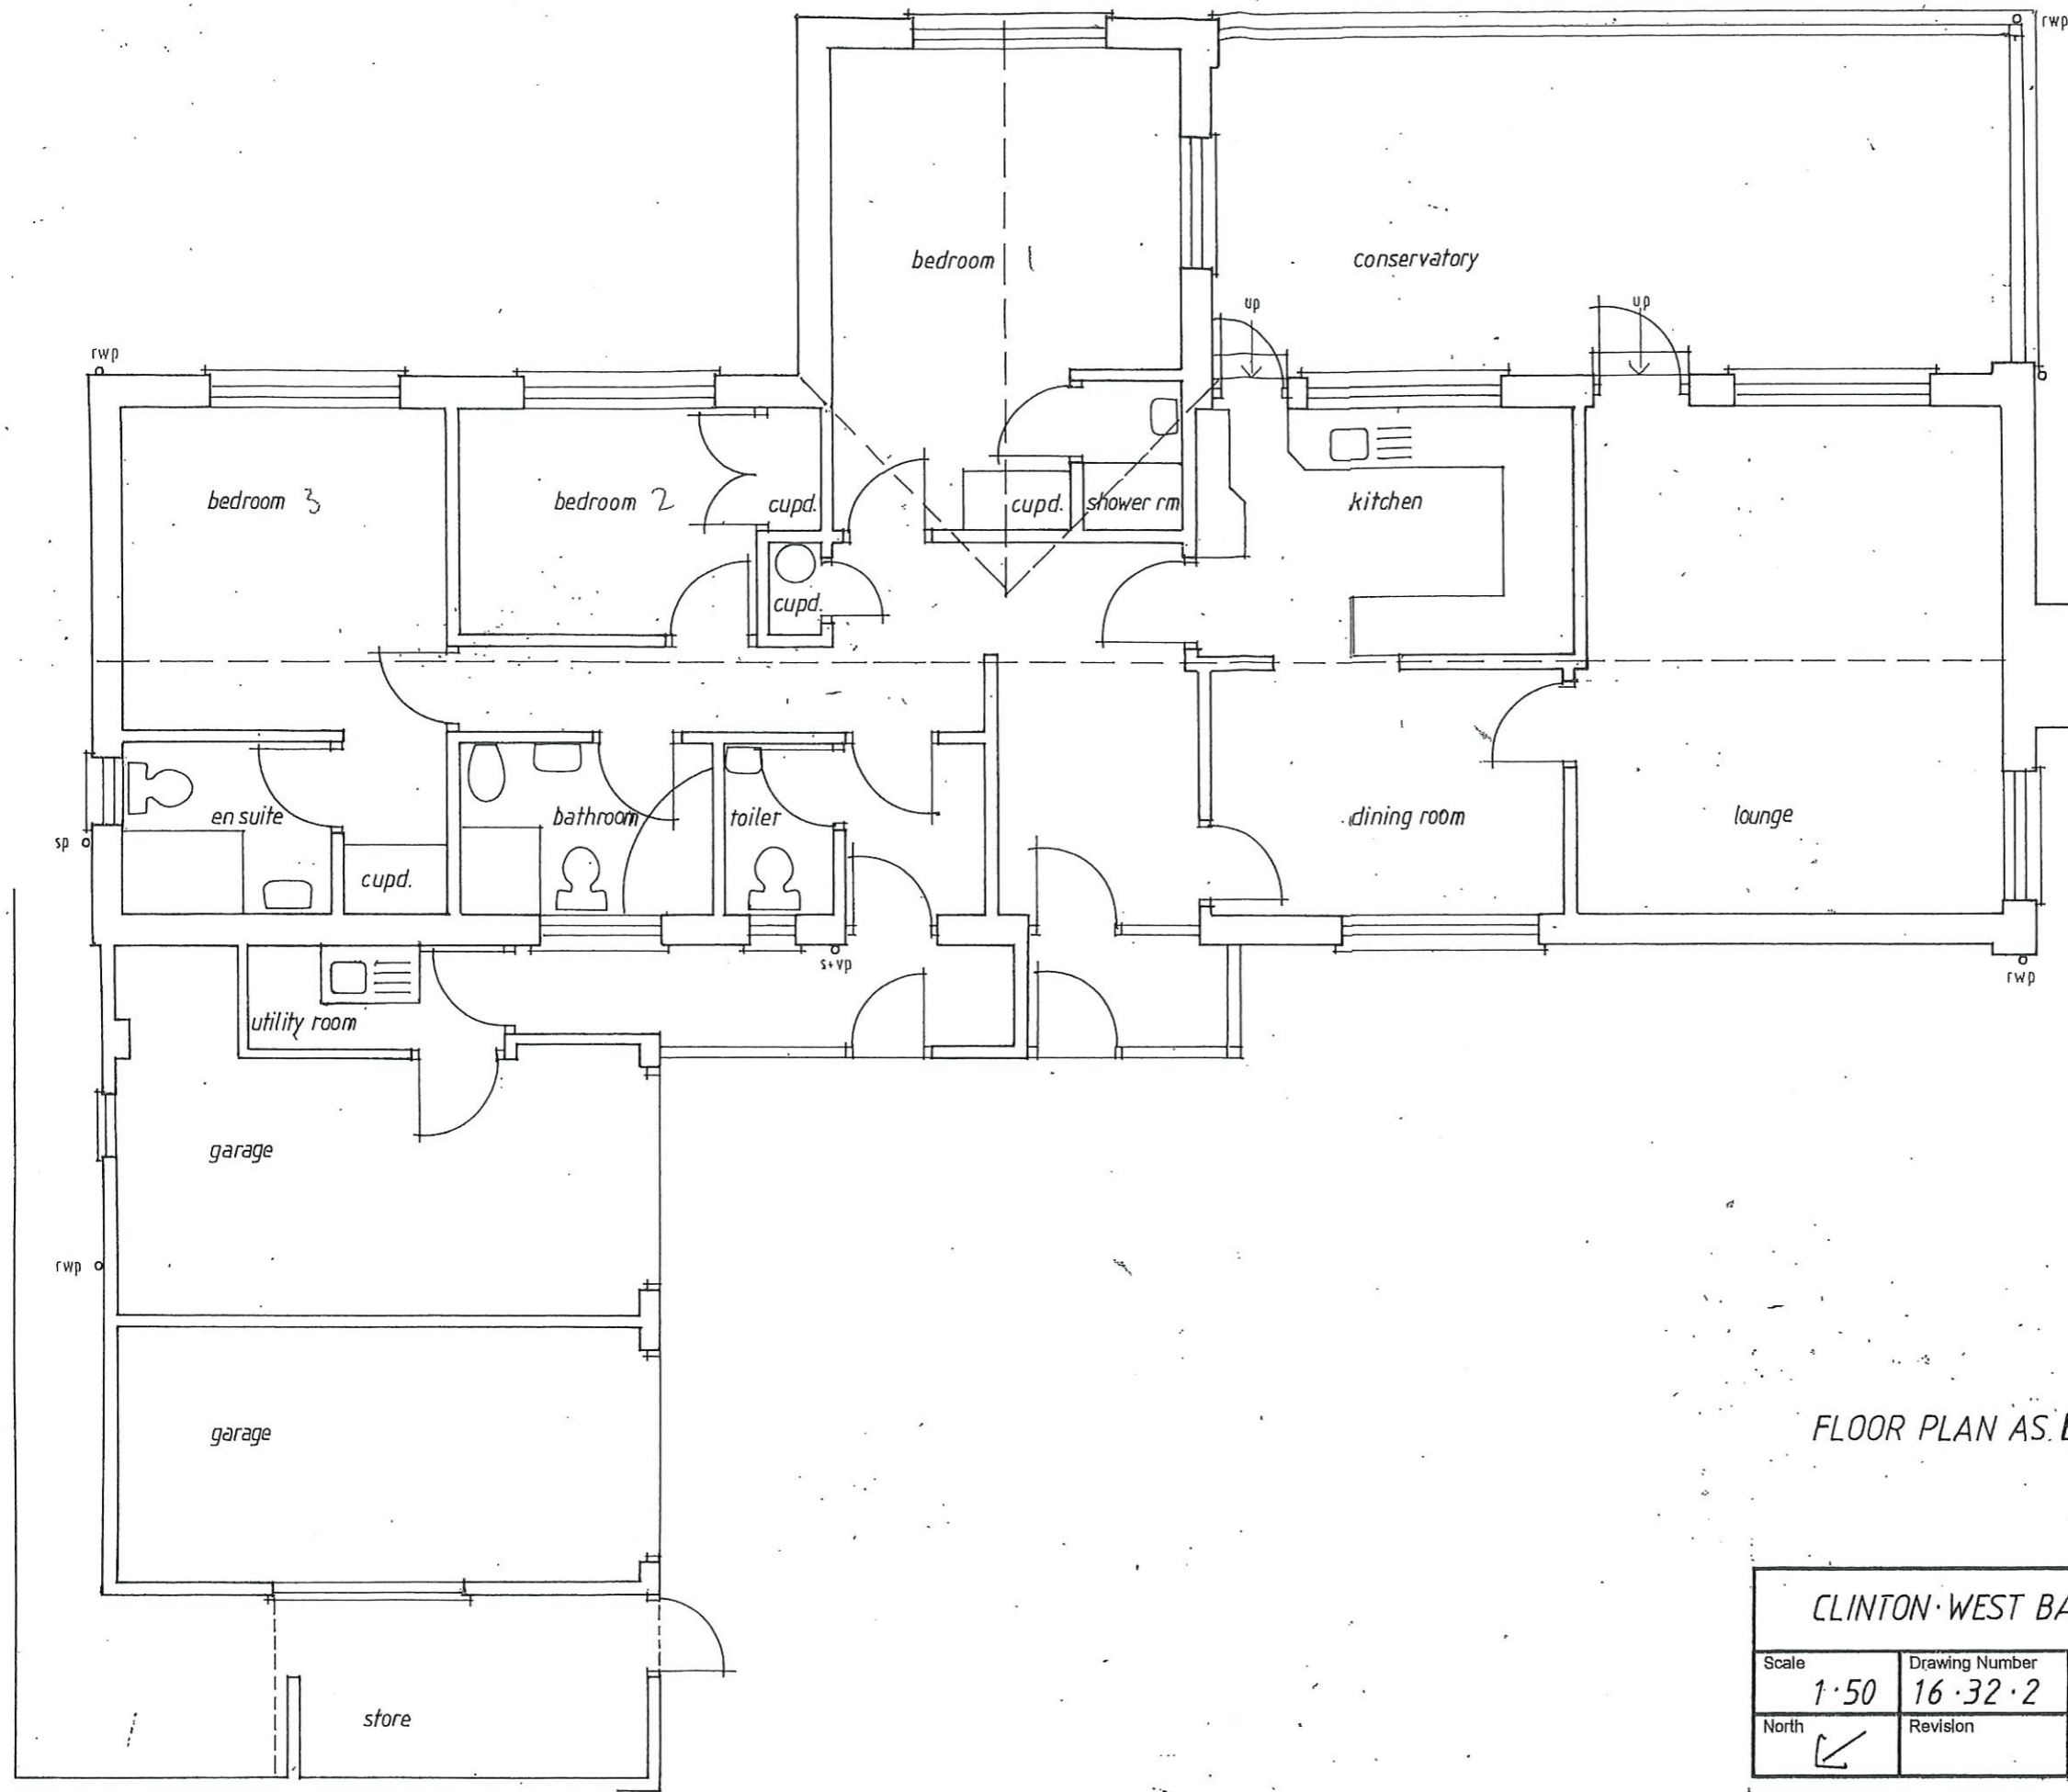 rwp
bedroom 1
conservatory
up
up
rwp
bedroom 3
bedroom 2
cupd.
cupd.
shower rm
kitchen
cupd.
en suite
bathroom
toilet
dining room
lounge
sp
cupd.
s+vp
rwp
utility room
garage
rwp
garage
FLOOR PLAN AS
store
CLINTON·WEST BA
Scale
1·50
Drawing Number
16·32·2
North
Revision